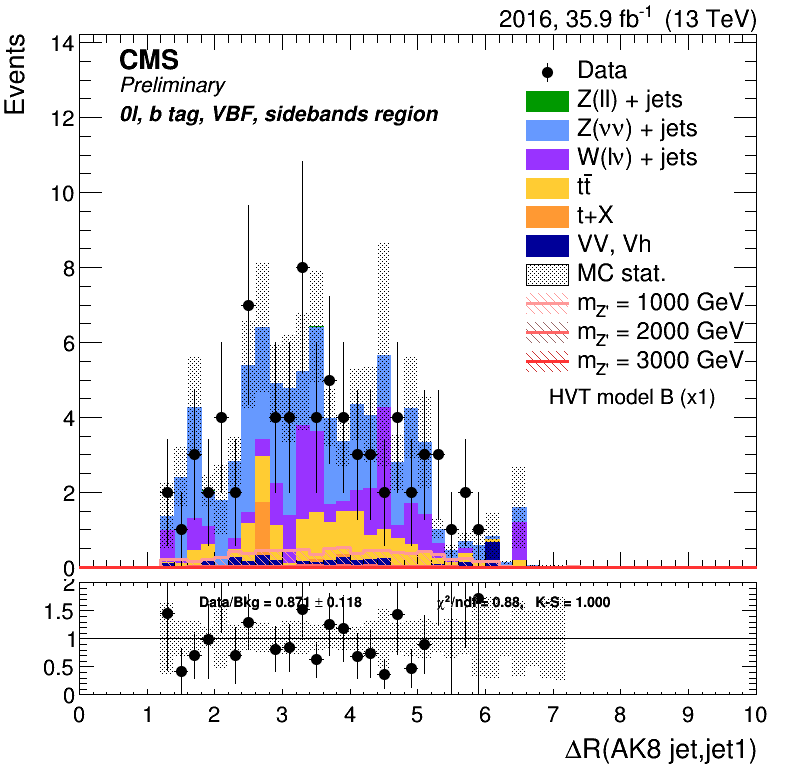 2016, 35.9 fb⁻¹ (13 TeV)
Events
14
12
10
8
6
4
2
0
CMS
Preliminary
0l, b tag, VBF, sidebands region
Data
Z(ll) + jets
Z(νν) + jets
W(lν) + jets
tt̄
t+X
VV, Vh
MC stat.
m_Z' = 1000 GeV
m_Z' = 2000 GeV
m_Z' = 3000 GeV
HVT model B (x1)
2
1.5
1
0.5
0
Data/Bkg = 0.871 ± 0.118
χ²/ndf = 0.88, K-S = 1.000
0 1 2 3 4 5 6 7 8 9 10
ΔR(AK8 jet,jet1)